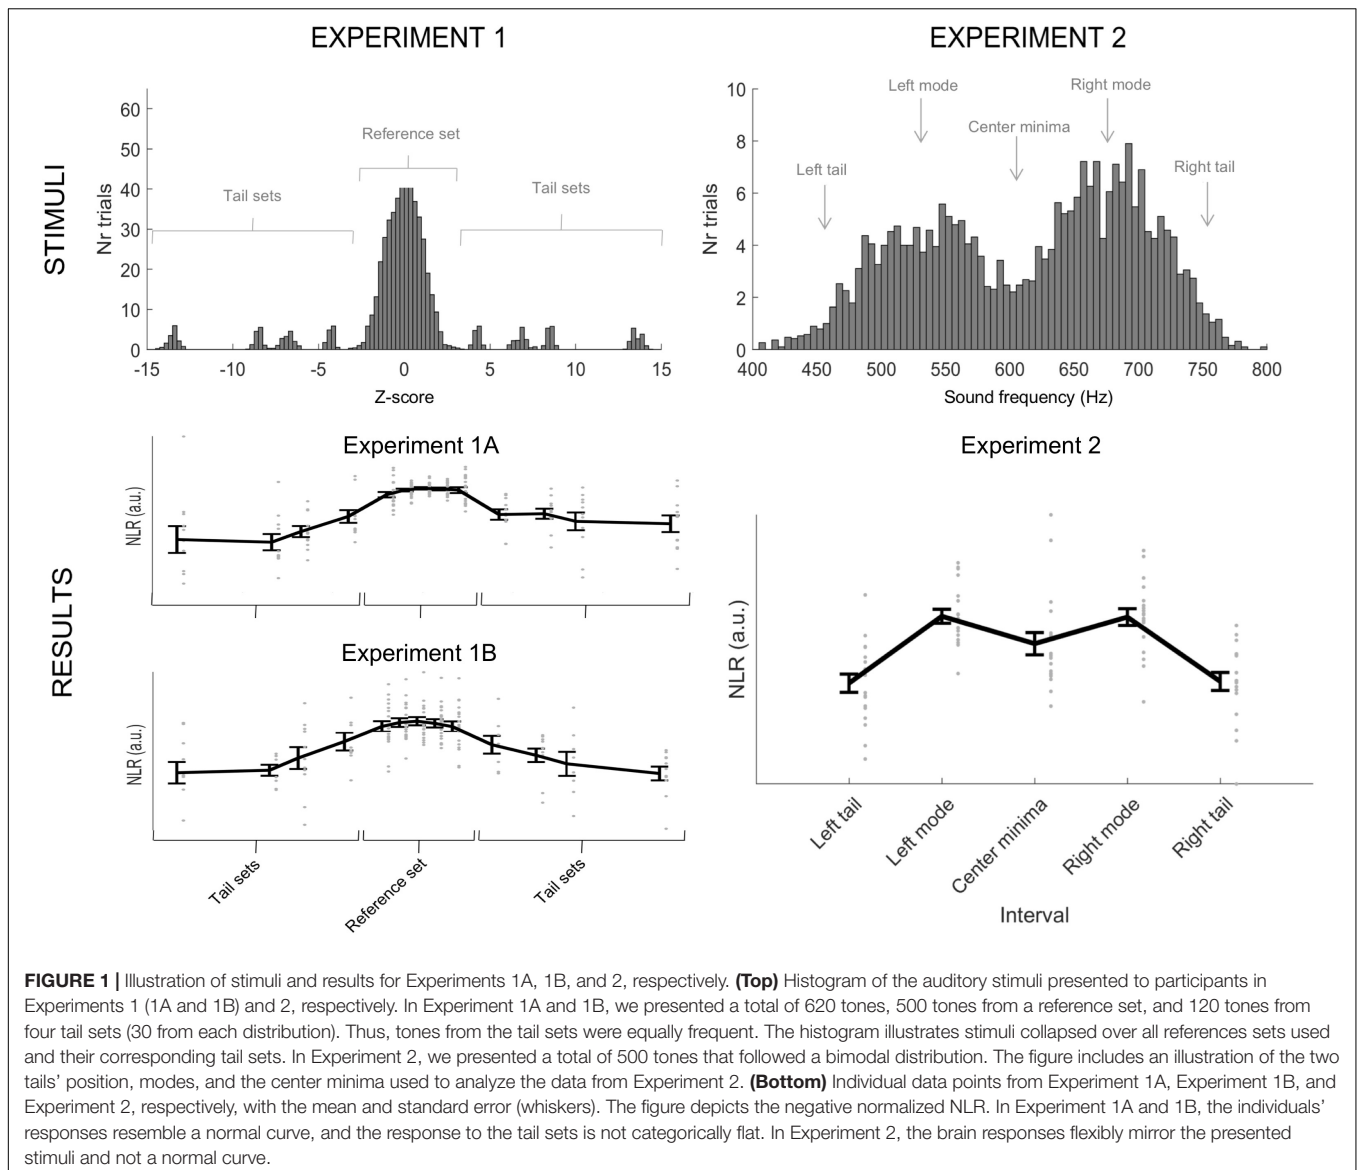 EXPERIMENT 1
EXPERIMENT 2
STIMULI
Nr trials
60
50
40
30
20
10
0
Reference set
Tail sets
Tail sets
-15
-10
-5
0
5
10
15
Z-score
Nr trials
10
8
6
4
2
0
Left tail
Left mode
Center minima
Right mode
Right tail
400
450
500
550
600
650
700
750
800
Sound frequency (Hz)
RESULTS
Experiment 1A
NLR (a.u.)
Experiment 1B
NLR (a.u.)
Tail sets
Reference set
Tail sets
Experiment 2
NLR (a.u.)
Left tail
Left mode
Center minima
Right mode
Right tail
Interval
FIGURE 1 | Illustration of stimuli and results for Experiments 1A, 1B, and 2, respectively. (Top) Histogram of the auditory stimuli presented to participants in
Experiments 1 (1A and 1B) and 2, respectively. In Experiment 1A and 1B, we presented a total of 620 tones, 500 tones from a reference set, and 120 tones from
four tail sets (30 from each distribution). Thus, tones from the tail sets were equally frequent. The histogram illustrates stimuli collapsed over all references sets used
and their corresponding tail sets. In Experiment 2, we presented a total of 500 tones that followed a bimodal distribution. The figure includes an illustration of the two
tails' position, modes, and the center minima used to analyze the data from Experiment 2. (Bottom) Individual data points from Experiment 1A, Experiment 1B, and
Experiment 2, respectively, with the mean and standard error (whiskers). The figure depicts the negative normalized NLR. In Experiment 1A and 1B, the individuals'
responses resemble a normal curve, and the response to the tail sets is not categorically flat. In Experiment 2, the brain responses flexibly mirror the presented
stimuli and not a normal curve.